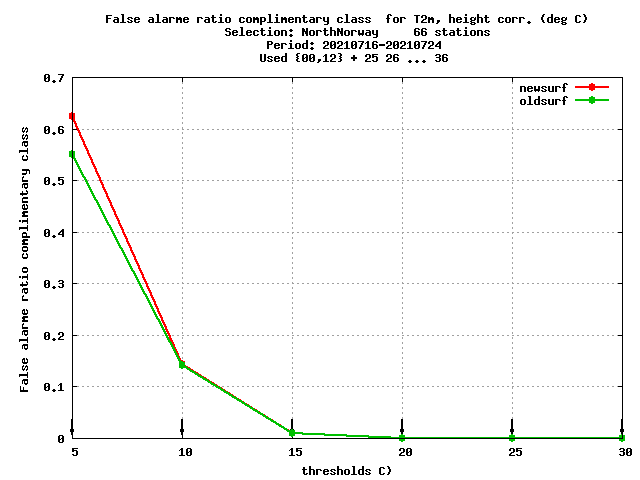 False alarme ratio complimentary class  for T2m, height corr. (deg C)
Selection: NorthNorway     66 stations
Period: 20210716-20210724
Used {00,12} + 25 26 ... 36
newsurf
oldsurf
False alarme ratio complimentary class
0.7
0.6
0.5
0.4
0.3
0.2
0.1
0
5 10 15 20 25 30
thresholds C)